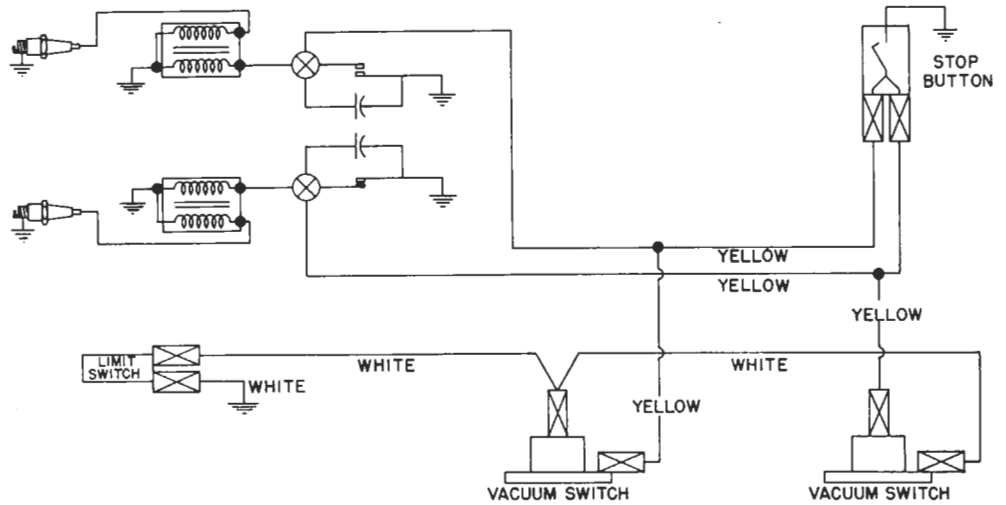 STOP
BUTTON
YELLOW
YELLOW
YELLOW
LIMIT
SWITCH
WHITE
WHITE
WHITE
YELLOW
VACUUM SWITCH
VACUUM SWITCH